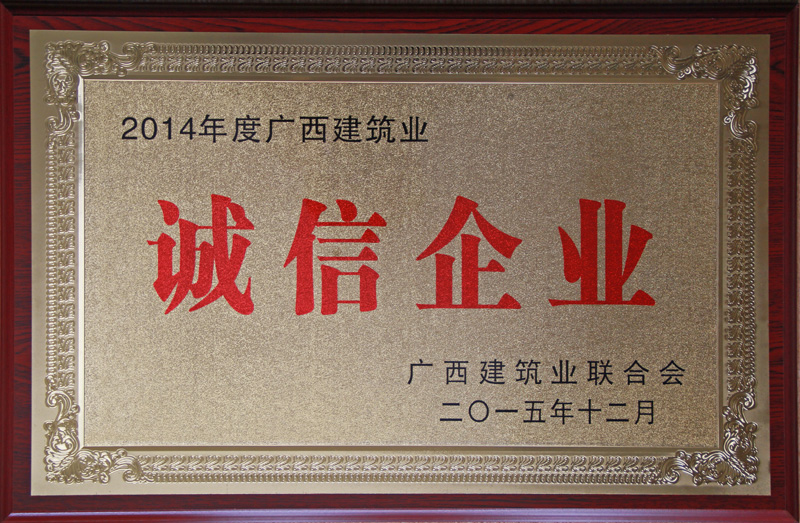 2014年度广西建筑业
诚信企业
广西建筑业联合会
二〇一五年十二月